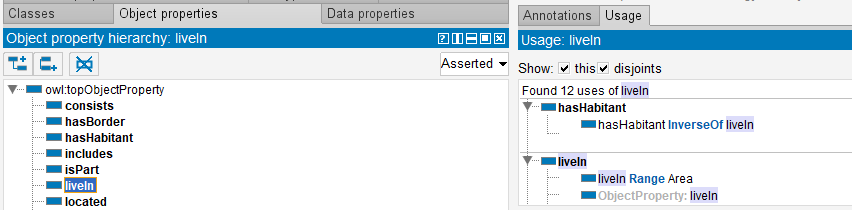 Classes
Object properties
Data properties
Object property hierarchy: liveIn
Asserted
owl:topObjectProperty
consists
hasBorder
hasHabitant
includes
isPart
liveIn
located
Annotations
Usage
Usage: liveIn
Show: this disjoints
Found 12 uses of liveIn
hasHabitant
hasHabitant InverseOf liveIn
liveIn
liveIn Range Area
ObjectProperty: liveIn